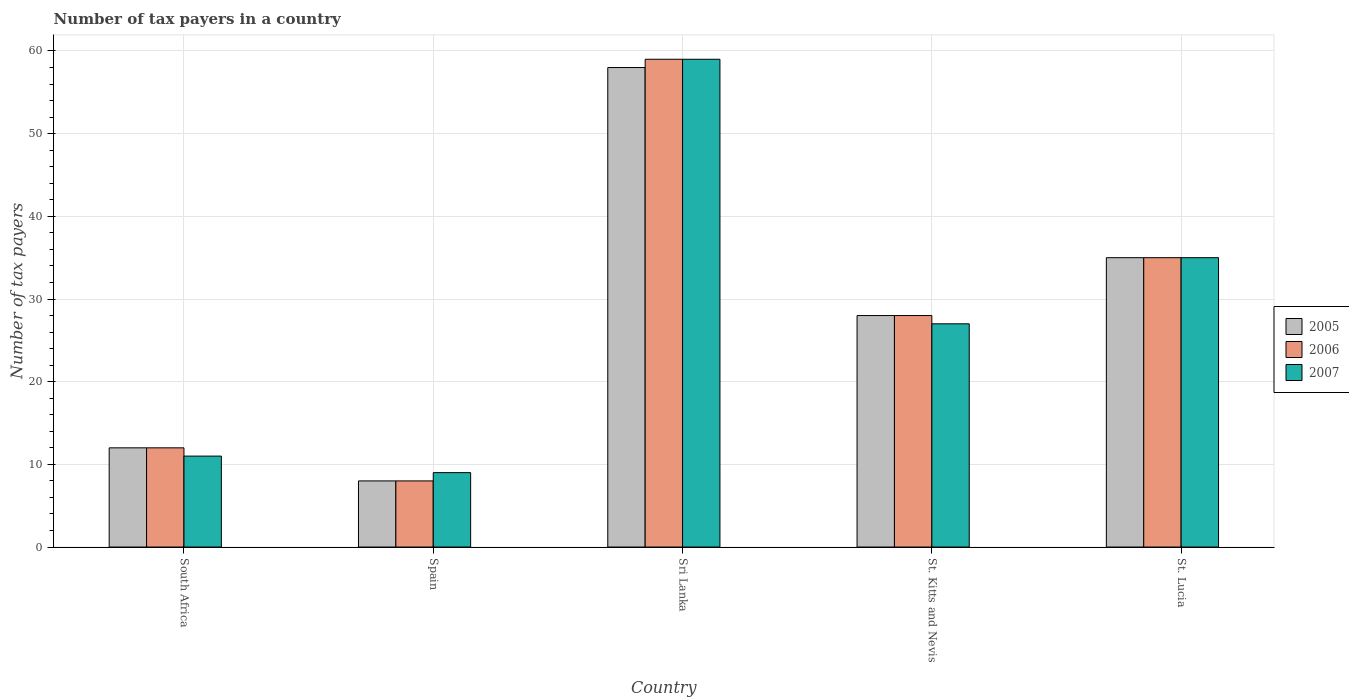 Number of tax payers in a country
Number of tax payers
60
50
40
30
20
10
0
South Africa
Spain
Sri Lanka
St. Kitts and Nevis
St. Lucia
Country
2005
2006
2007